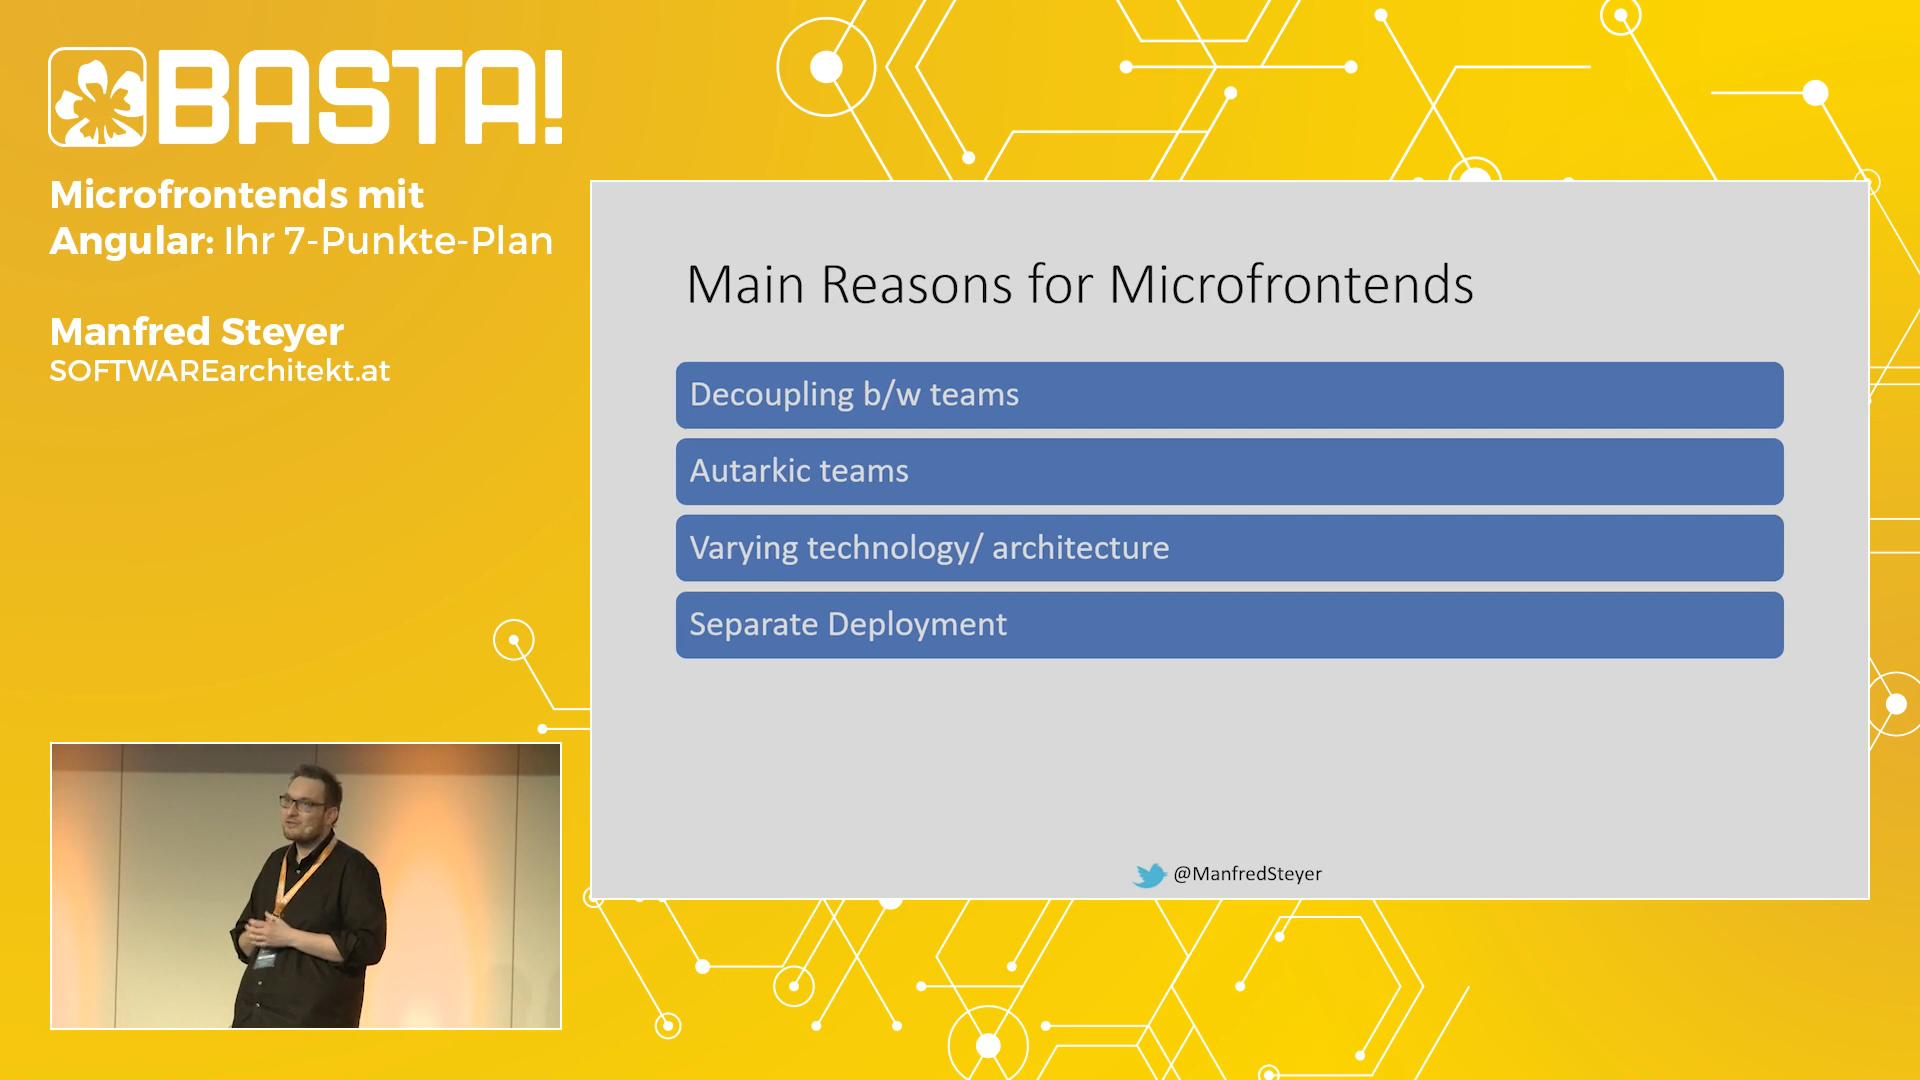 BASTA!
Microfrontends mit
Angular: Ihr 7-Punkte-Plan
Manfred Steyer
SOFTWAREarchitekt.at
Main Reasons for Microfrontends
Decoupling b/w teams
Autarkic teams
Varying technology/ architecture
Separate Deployment
@ManfredSteyer